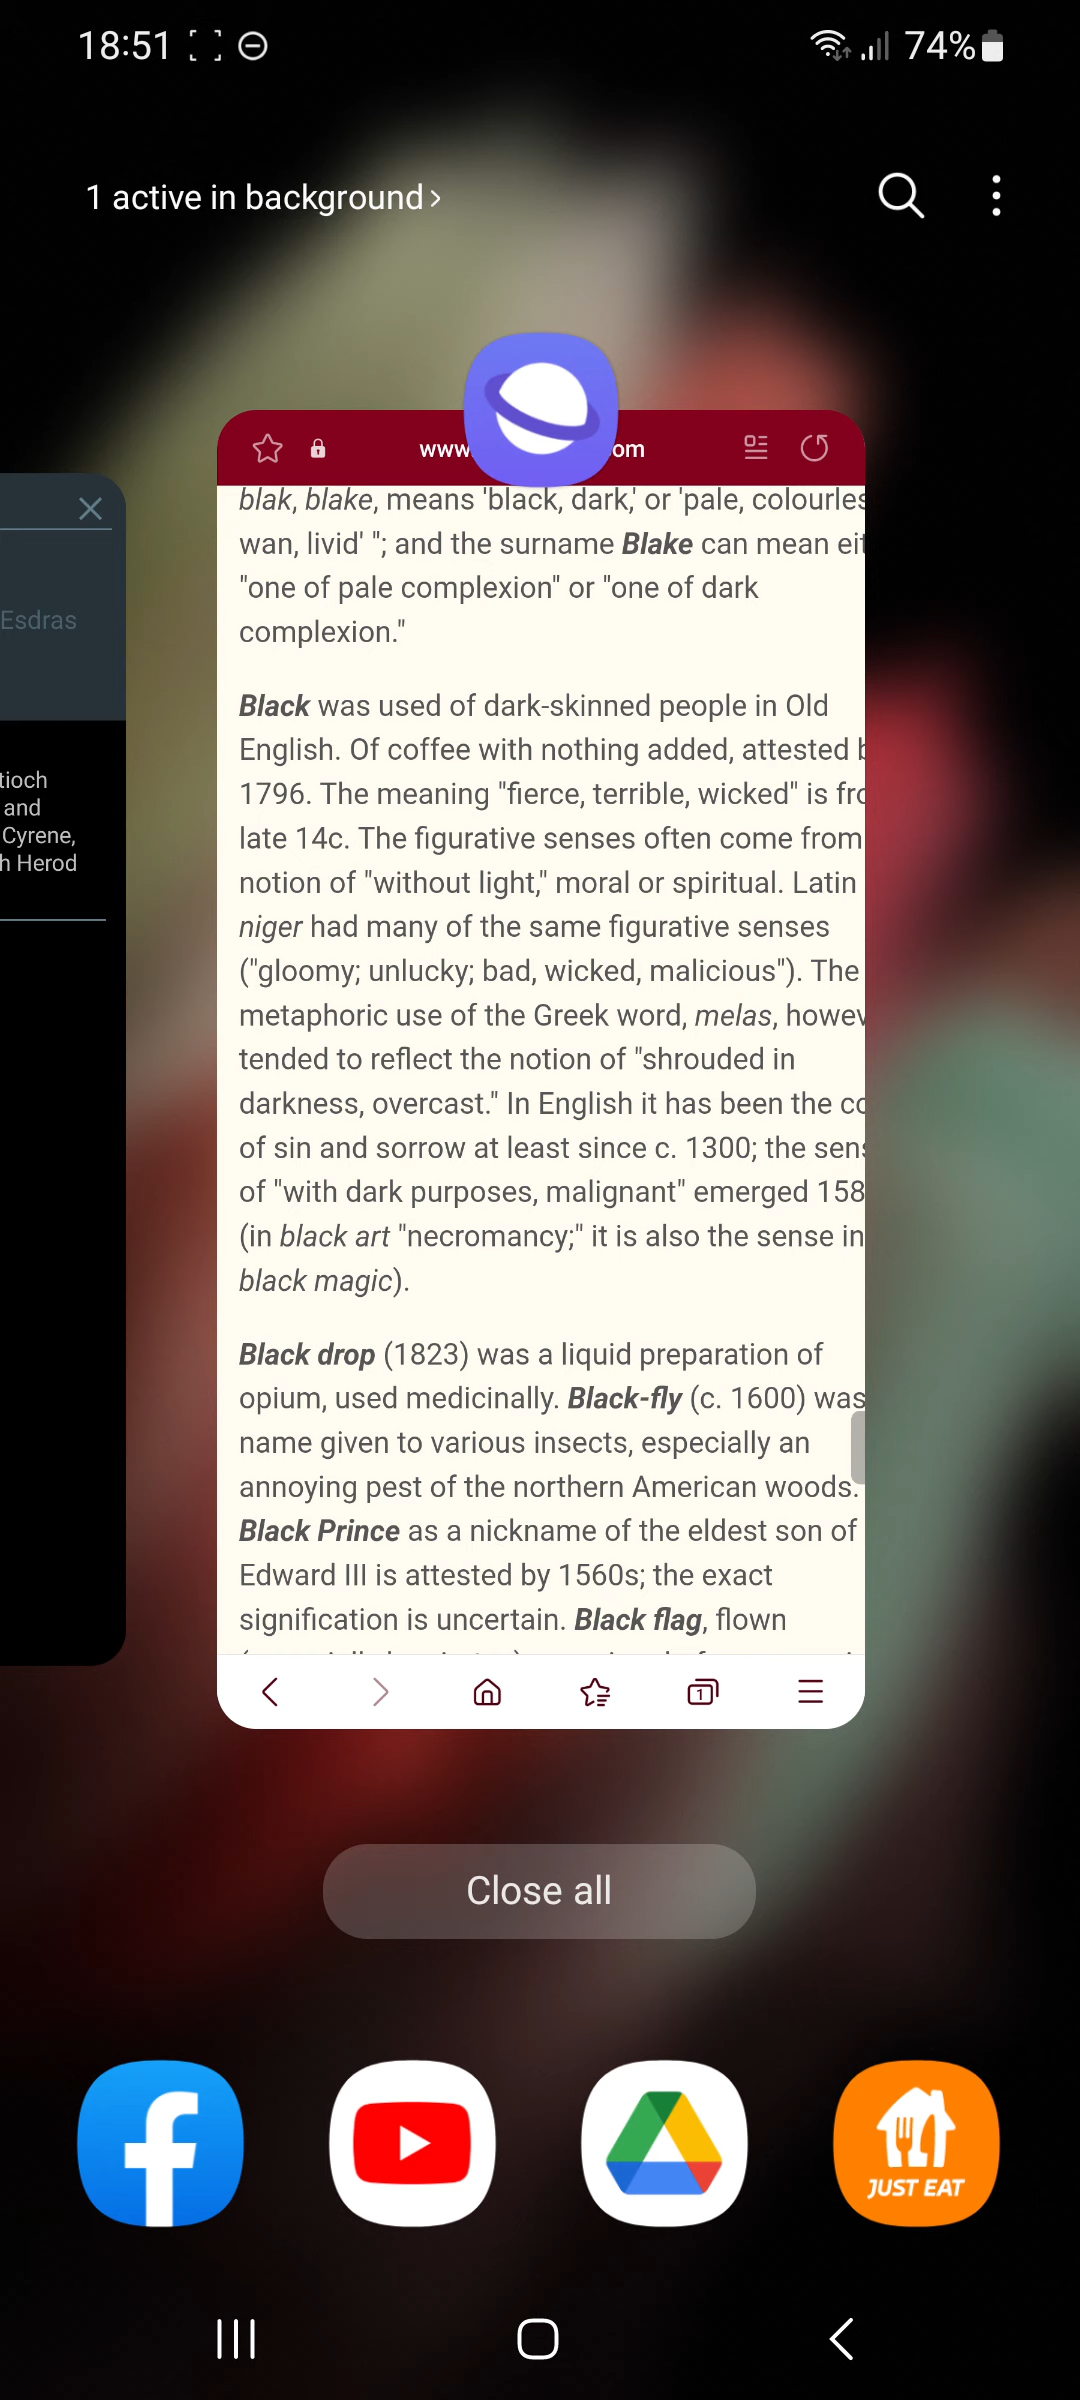 18:51
74%
1 active in background
www
om
blak, blake, means 'black, dark,' or 'pale, colourles
wan, livid' "; and the surname Blake can mean eit
"one of pale complexion" or "one of dark
complexion."
Black was used of dark-skinned people in Old
English. Of coffee with nothing added, attested b
1796. The meaning "fierce, terrible, wicked" is fro
late 14c. The figurative senses often come from
notion of "without light," moral or spiritual. Latin
niger had many of the same figurative senses
("gloomy; unlucky; bad, wicked, malicious"). The
metaphoric use of the Greek word, melas, howev
tended to reflect the notion of "shrouded in
darkness, overcast." In English it has been the co
of sin and sorrow at least since c. 1300; the sens
of "with dark purposes, malignant" emerged 158
(in black art "necromancy;" it is also the sense in
black magic).
Black drop (1823) was a liquid preparation of
opium, used medicinally. Black-fly (c. 1600) was
name given to various insects, especially an
annoying pest of the northern American woods.
Black Prince as a nickname of the eldest son of
Edward III is attested by 1560s; the exact
signification is uncertain. Black flag, flown
1
Esdras
tioch
and
Cyrene,
h Herod
Close all
JUST EAT